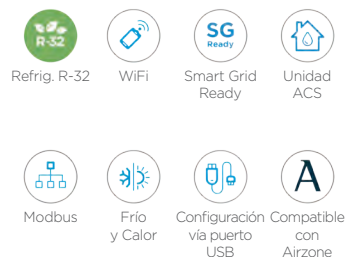 R-32
SG
Ready
Refrig. R-32
WiFi
Smart Grid
Ready
Unidad
ACS
A
Modbus
Frío
y Calor
Configuración
vía puerto
USB
Compatible
con
Airzone